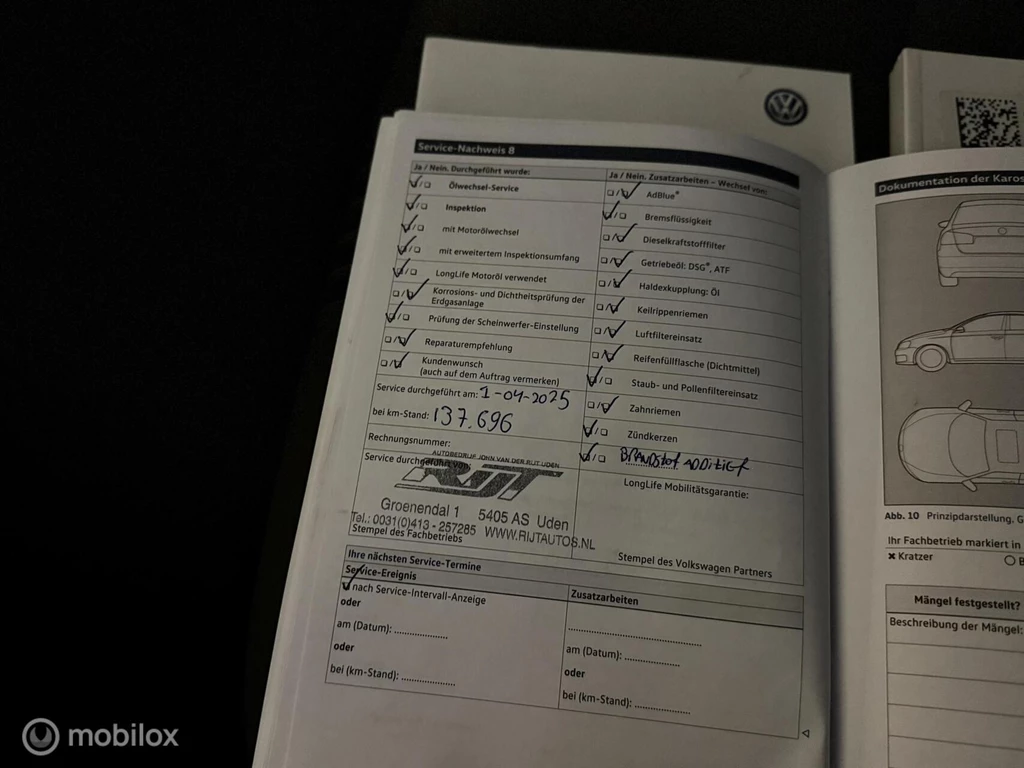 Service-Nachweis 8
Ja / Nein. Durchgeführt wurde:
Ölwechsel-Service
Inspektion
mit Motorölwechsel
mit erweitertem Inspektionsumfang
LongLife Motoröl verwendet
Korrosions- und Dichtheitsprüfung der
Erdgasanlage
Prüfung der Scheinwerfer-Einstellung
Reparaturempfehlung
Kundenwunsch
(auch auf dem Auftrag vermerken)
Service durchgeführt am: 1-04-2025
bei km-Stand: 137.696
Rechnungsnummer:
Service durchgeführt von:
AUTOBEDRIJF JOHN VAN DER RIJT UDEN
RIJT
Groenendal 1 5405 AS Uden
Tel.: 0031(0)413 - 257285 WWW.RIJTAUTOS.NL
Stempel des Fachbetriebs
Ja / Nein. Zusatzarbeiten – Wechsel von:
AdBlue®
Bremsflüssigkeit
Dieselkraftstofffilter
Getriebeöl: DSG®, ATF
Haldexkupplung: Öl
Keilrippenriemen
Luftfiltereinsatz
Reifenfüllflasche (Dichtmittel)
Staub- und Pollenfiltereinsatz
Zahnriemen
Zündkerzen
BRANDStof ADDitief
LongLife Mobilitätsgarantie:
Stempel des Volkswagen Partners
Ihre nächsten Service-Termine
Service-Ereignis
nach Service-Intervall-Anzeige
oder
am (Datum): ....................
oder
bei (km-Stand): ....................
Zusatzarbeiten
am (Datum): ....................
oder
bei (km-Stand): ....................
Dokumentation der Karos
Abb. 10 Prinzipdarstellung. G
Ihr Fachbetrieb markiert in
Kratzer
Mängel festgestellt?
Beschreibung der Mängel:
mobilox